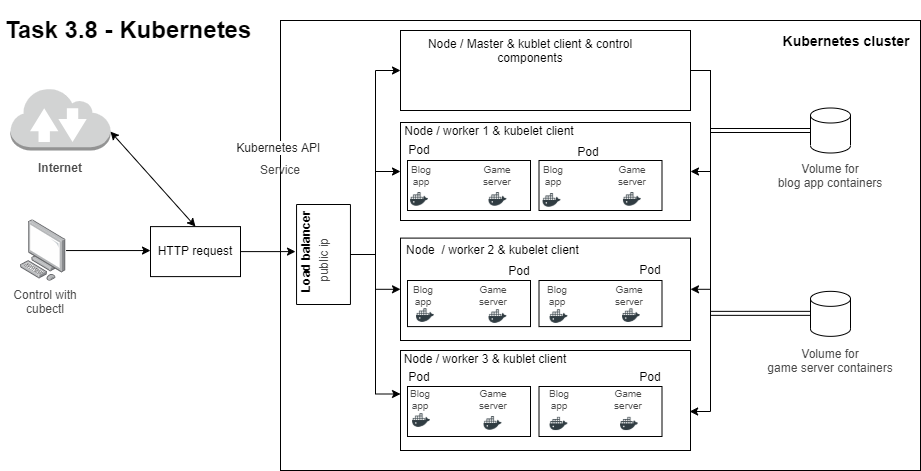 Task 3.8 - Kubernetes
Kubernetes cluster
Node / Master & kublet client & control
components
Internet
Kubernetes API
Service
HTTP request
Control with
cubectl
Load balancer
public ip
Node / worker 1 & kubelet client
Pod
Pod
Blog
app
Game
server
Blog
app
Game
server
Node / worker 2 & kubelet client
Pod
Pod
Blog
app
Game
server
Blog
app
Game
server
Node / worker 3 & kublet client
Pod
Pod
Blog
app
Game
server
Blog
app
Game
server
Volume for
blog app containers
Volume for
game server containers